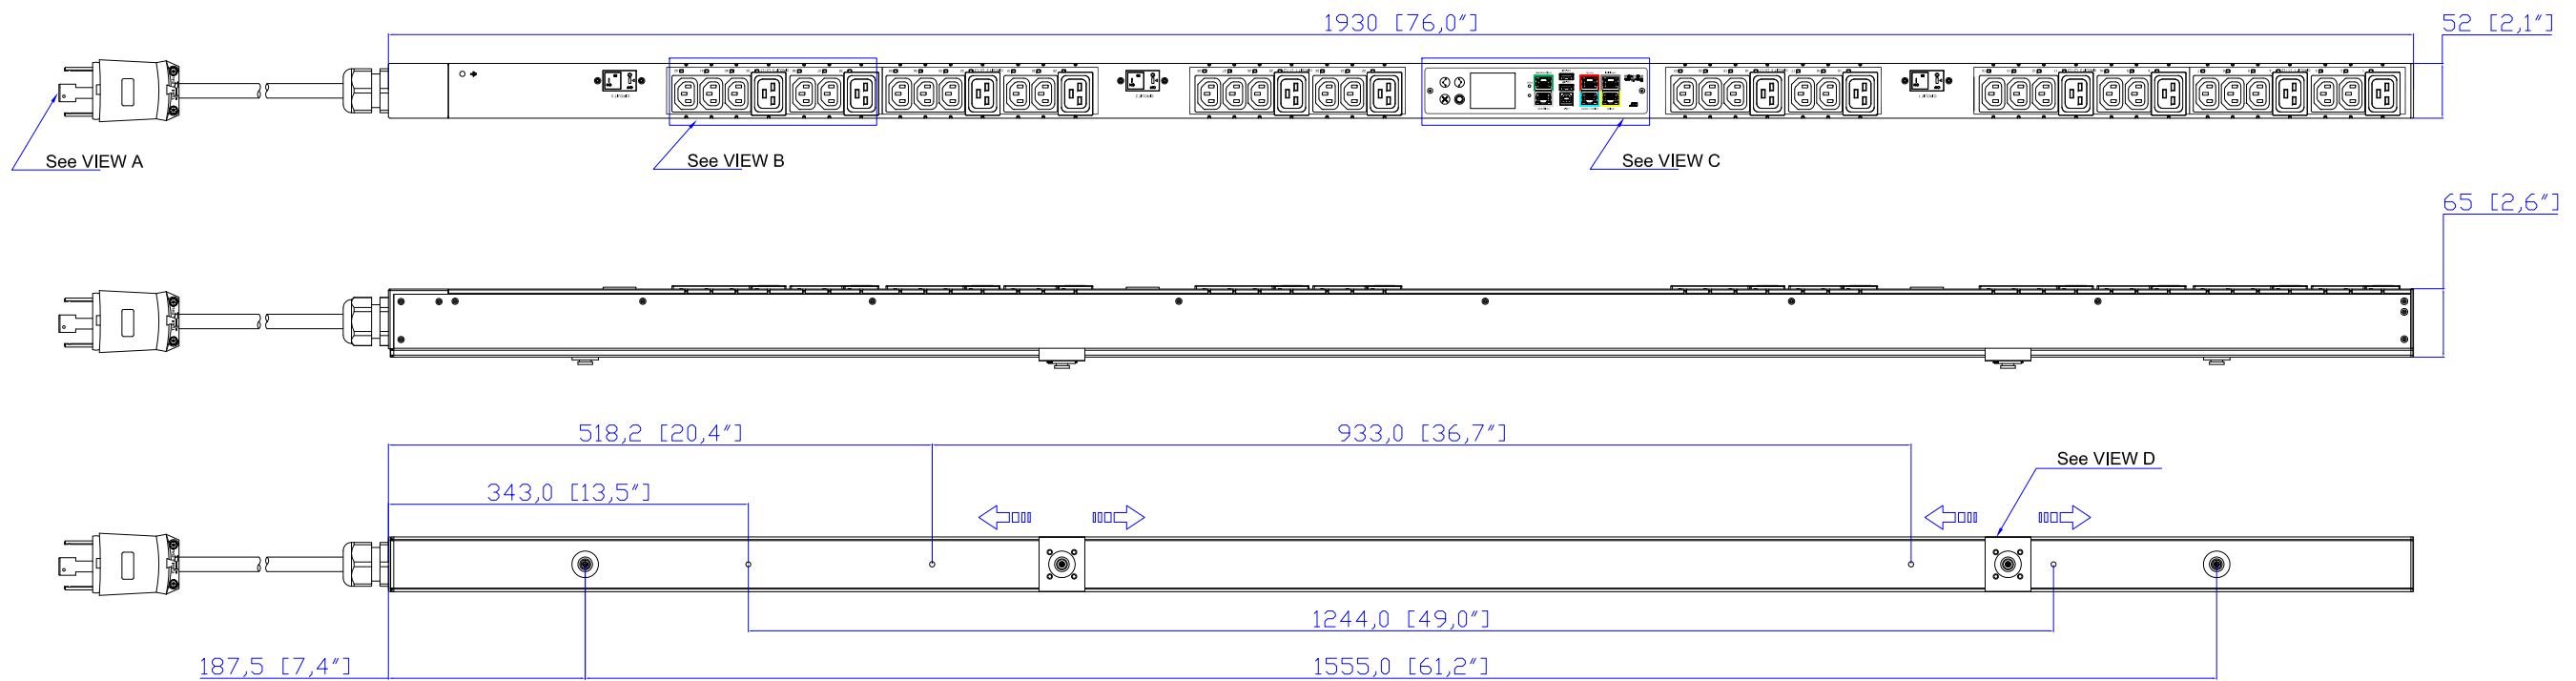 1930 [76,0"]
52 [2,1"]
See VIEW A
See VIEW B
See VIEW C
65 [2,6"]
518,2 [20,4"]
933,0 [36,7"]
See VIEW D
343,0 [13,5"]
1244,0 [49,0"]
187,5 [7,4"]
1555,0 [61,2"]